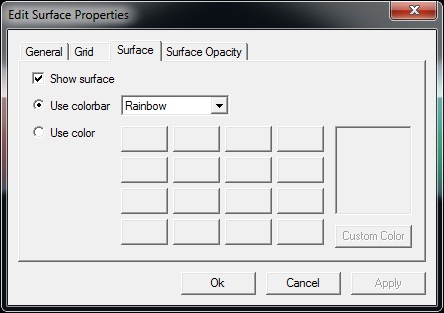 Edit Surface Properties
General Grid Surface Surface Opacity
Show surface
Use colorbar Rainbow
Use color
Custom Color
Ok Cancel Apply